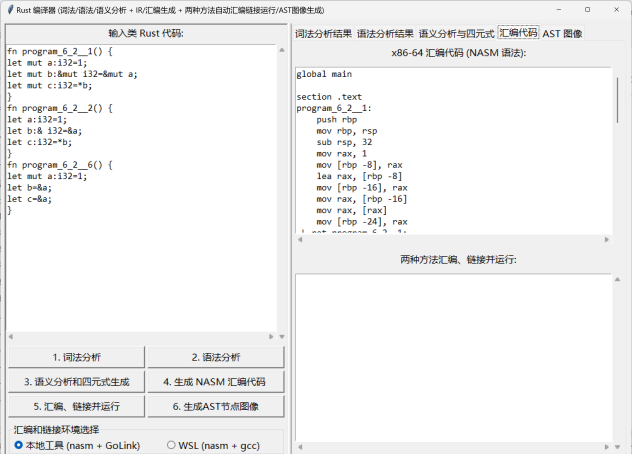 Rust 编译器 (词法/语法/语义分析 + IR/汇编生成 + 两种方法自动汇编链接运行/AST图像生成)
输入类 Rust 代码:
fn program_6_2__1() {
let mut a:i32=1;
let mut b:&mut i32=&mut a;
let mut c:i32=*b;
}
fn program_6_2__2() {
let a:i32=1;
let b:& i32=&a;
let c:i32=*b;
}
fn program_6_2__6() {
let mut a:i32=1;
let b=&a;
let c=&a;
}
1. 词法分析
2. 语法分析
3. 语义分析和四元式生成
4. 生成 NASM 汇编代码
5. 汇编、链接并运行
6. 生成AST节点图像
汇编和链接环境选择
本地工具 (nasm + GoLink)
WSL (nasm + gcc)
词法分析结果 语法分析结果 语义分析与四元式 汇编代码 AST 图像
x86-64 汇编代码 (NASM 语法):
global main
section .text
program_6_2__1:
push rbp
mov rbp, rsp
sub rsp, 32
mov rax, 1
mov [rbp -8], rax
lea rax, [rbp -8]
mov [rbp -16], rax
mov rax, [rbp -16]
mov rax, [rax]
mov [rbp -24], rax
两种方法汇编、链接并运行: